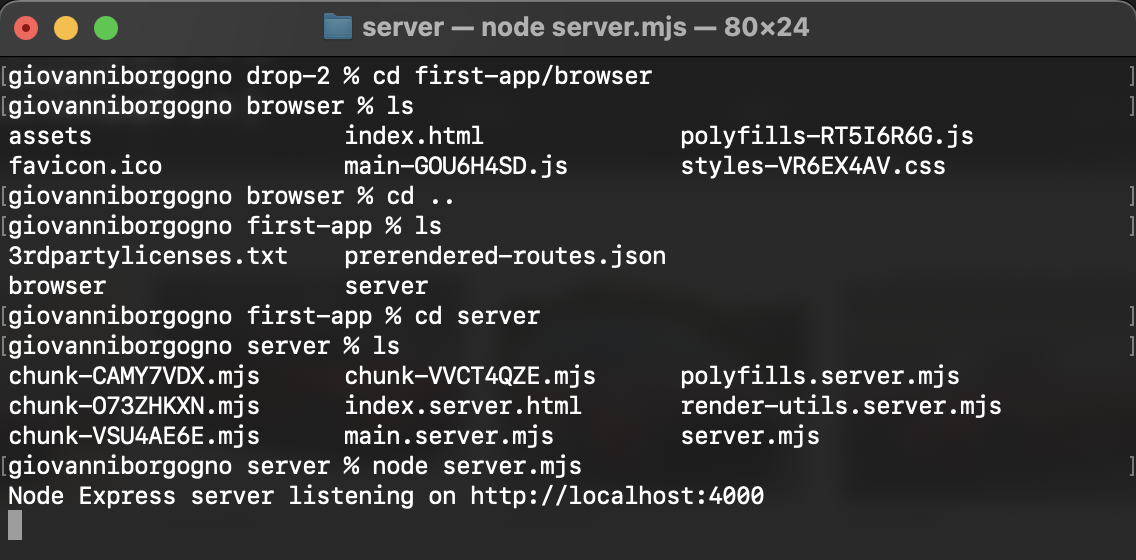 server — node server.mjs — 80×24
[giovanniborgogno drop-2 % cd first-app/browser ]
[giovanniborgogno browser % ls ]
assets index.html polyfills-RT5I6R6G.js
favicon.ico main-GOU6H4SD.js styles-VR6EX4AV.css
[giovanniborgogno browser % cd .. ]
[giovanniborgogno first-app % ls ]
3rdpartylicenses.txt prerendered-routes.json
browser server
[giovanniborgogno first-app % cd server ]
[giovanniborgogno server % ls ]
chunk-CAMY7VDX.mjs chunk-VVCT4QZE.mjs polyfills.server.mjs
chunk-O73ZHKXN.mjs index.server.html render-utils.server.mjs
chunk-VSU4AE6E.mjs main.server.mjs server.mjs
[giovanniborgogno server % node server.mjs ]
Node Express server listening on http://localhost:4000